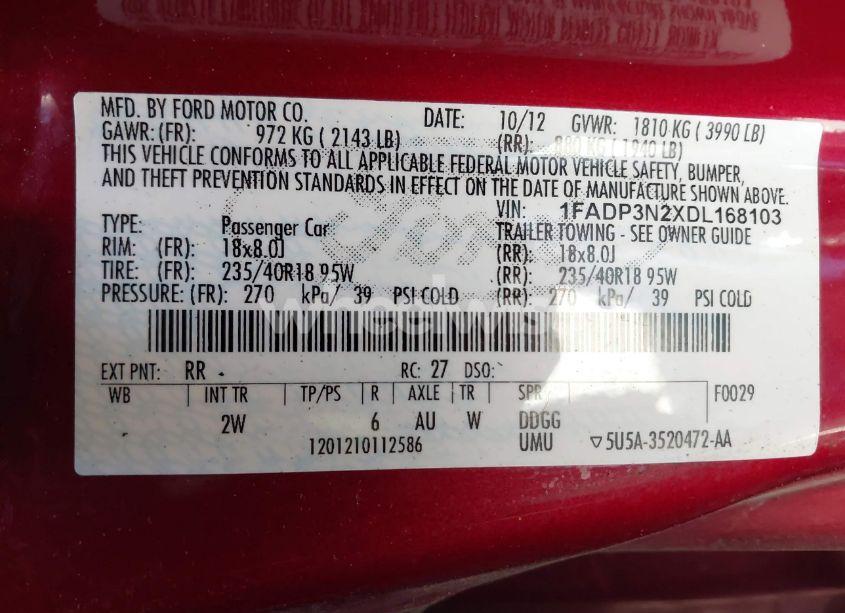 MFD. BY FORD MOTOR CO. DATE: 10/12 GVWR: 1810 KG ( 3990 LB)
GAWR: (FR): 972 KG ( 2143 LB) (RR): 880 KG ( 1940 LB)
THIS VEHICLE CONFORMS TO ALL APPLICABLE FEDERAL MOTOR VEHICLE SAFETY, BUMPER,
AND THEFT PREVENTION STANDARDS IN EFFECT ON THE DATE OF MANUFACTURE SHOWN ABOVE.
VIN: 1FADP3N2XDL168103
TYPE: Passenger Car TRAILER TOWING - SEE OWNER GUIDE
RIM: (FR): 18x8.0J (RR): 18x8.0J
TIRE: (FR): 235/40R18 95W (RR): 235/40R18 95W
PRESSURE: (FR): 270 kPa/ 39 PSI COLD (RR): 270 kPa/ 39 PSI COLD
EXT PNT: RR RC: 27 DSO:
WB INT TR TP/PS R AXLE TR SPR F0029
2W 6 AU W DDGG
1201210112586 UMU ▽5U5A-3520472-AA